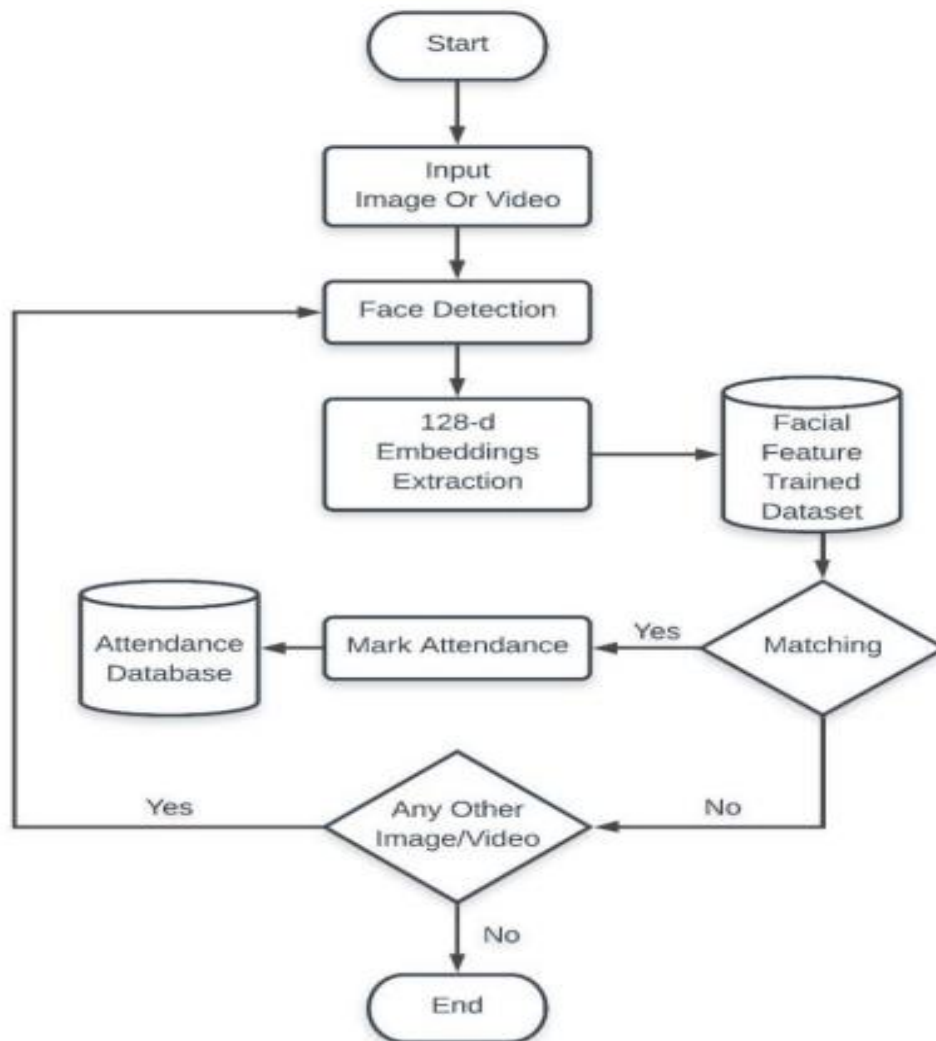 Start
Input
Image Or Video
Face Detection
128-d
Embeddings
Extraction
Facial
Feature
Trained
Dataset
Attendance
Database
Mark Attendance
Yes
Matching
Yes
Any Other
Image/Video
No
No
End